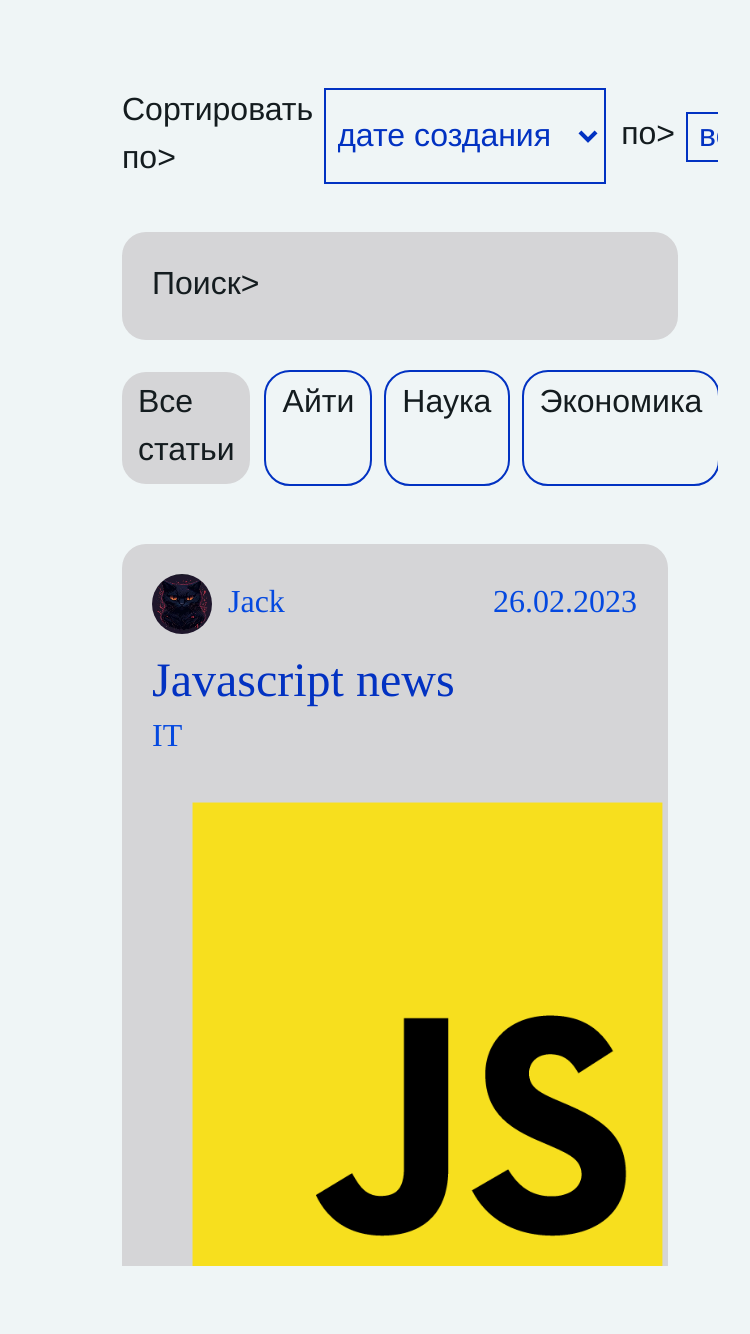 Сортировать по> дате создания по>
Поиск>
Все статьи Айти Наука Экономика
Jack 26.02.2023
Javascript news
IT
JS